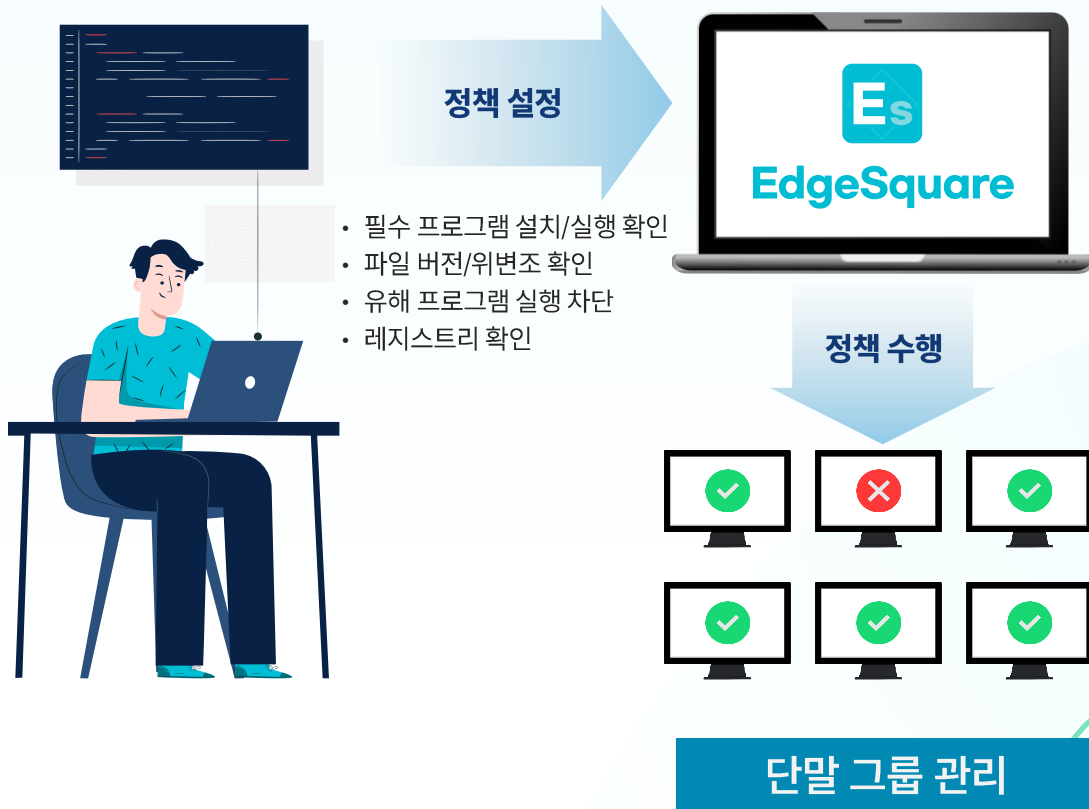 정책 설정
Es
EdgeSquare
• 필수 프로그램 설치/실행 확인
• 파일 버전/위변조 확인
• 유해 프로그램 실행 차단
• 레지스트리 확인
정책 수행
단말 그룹 관리